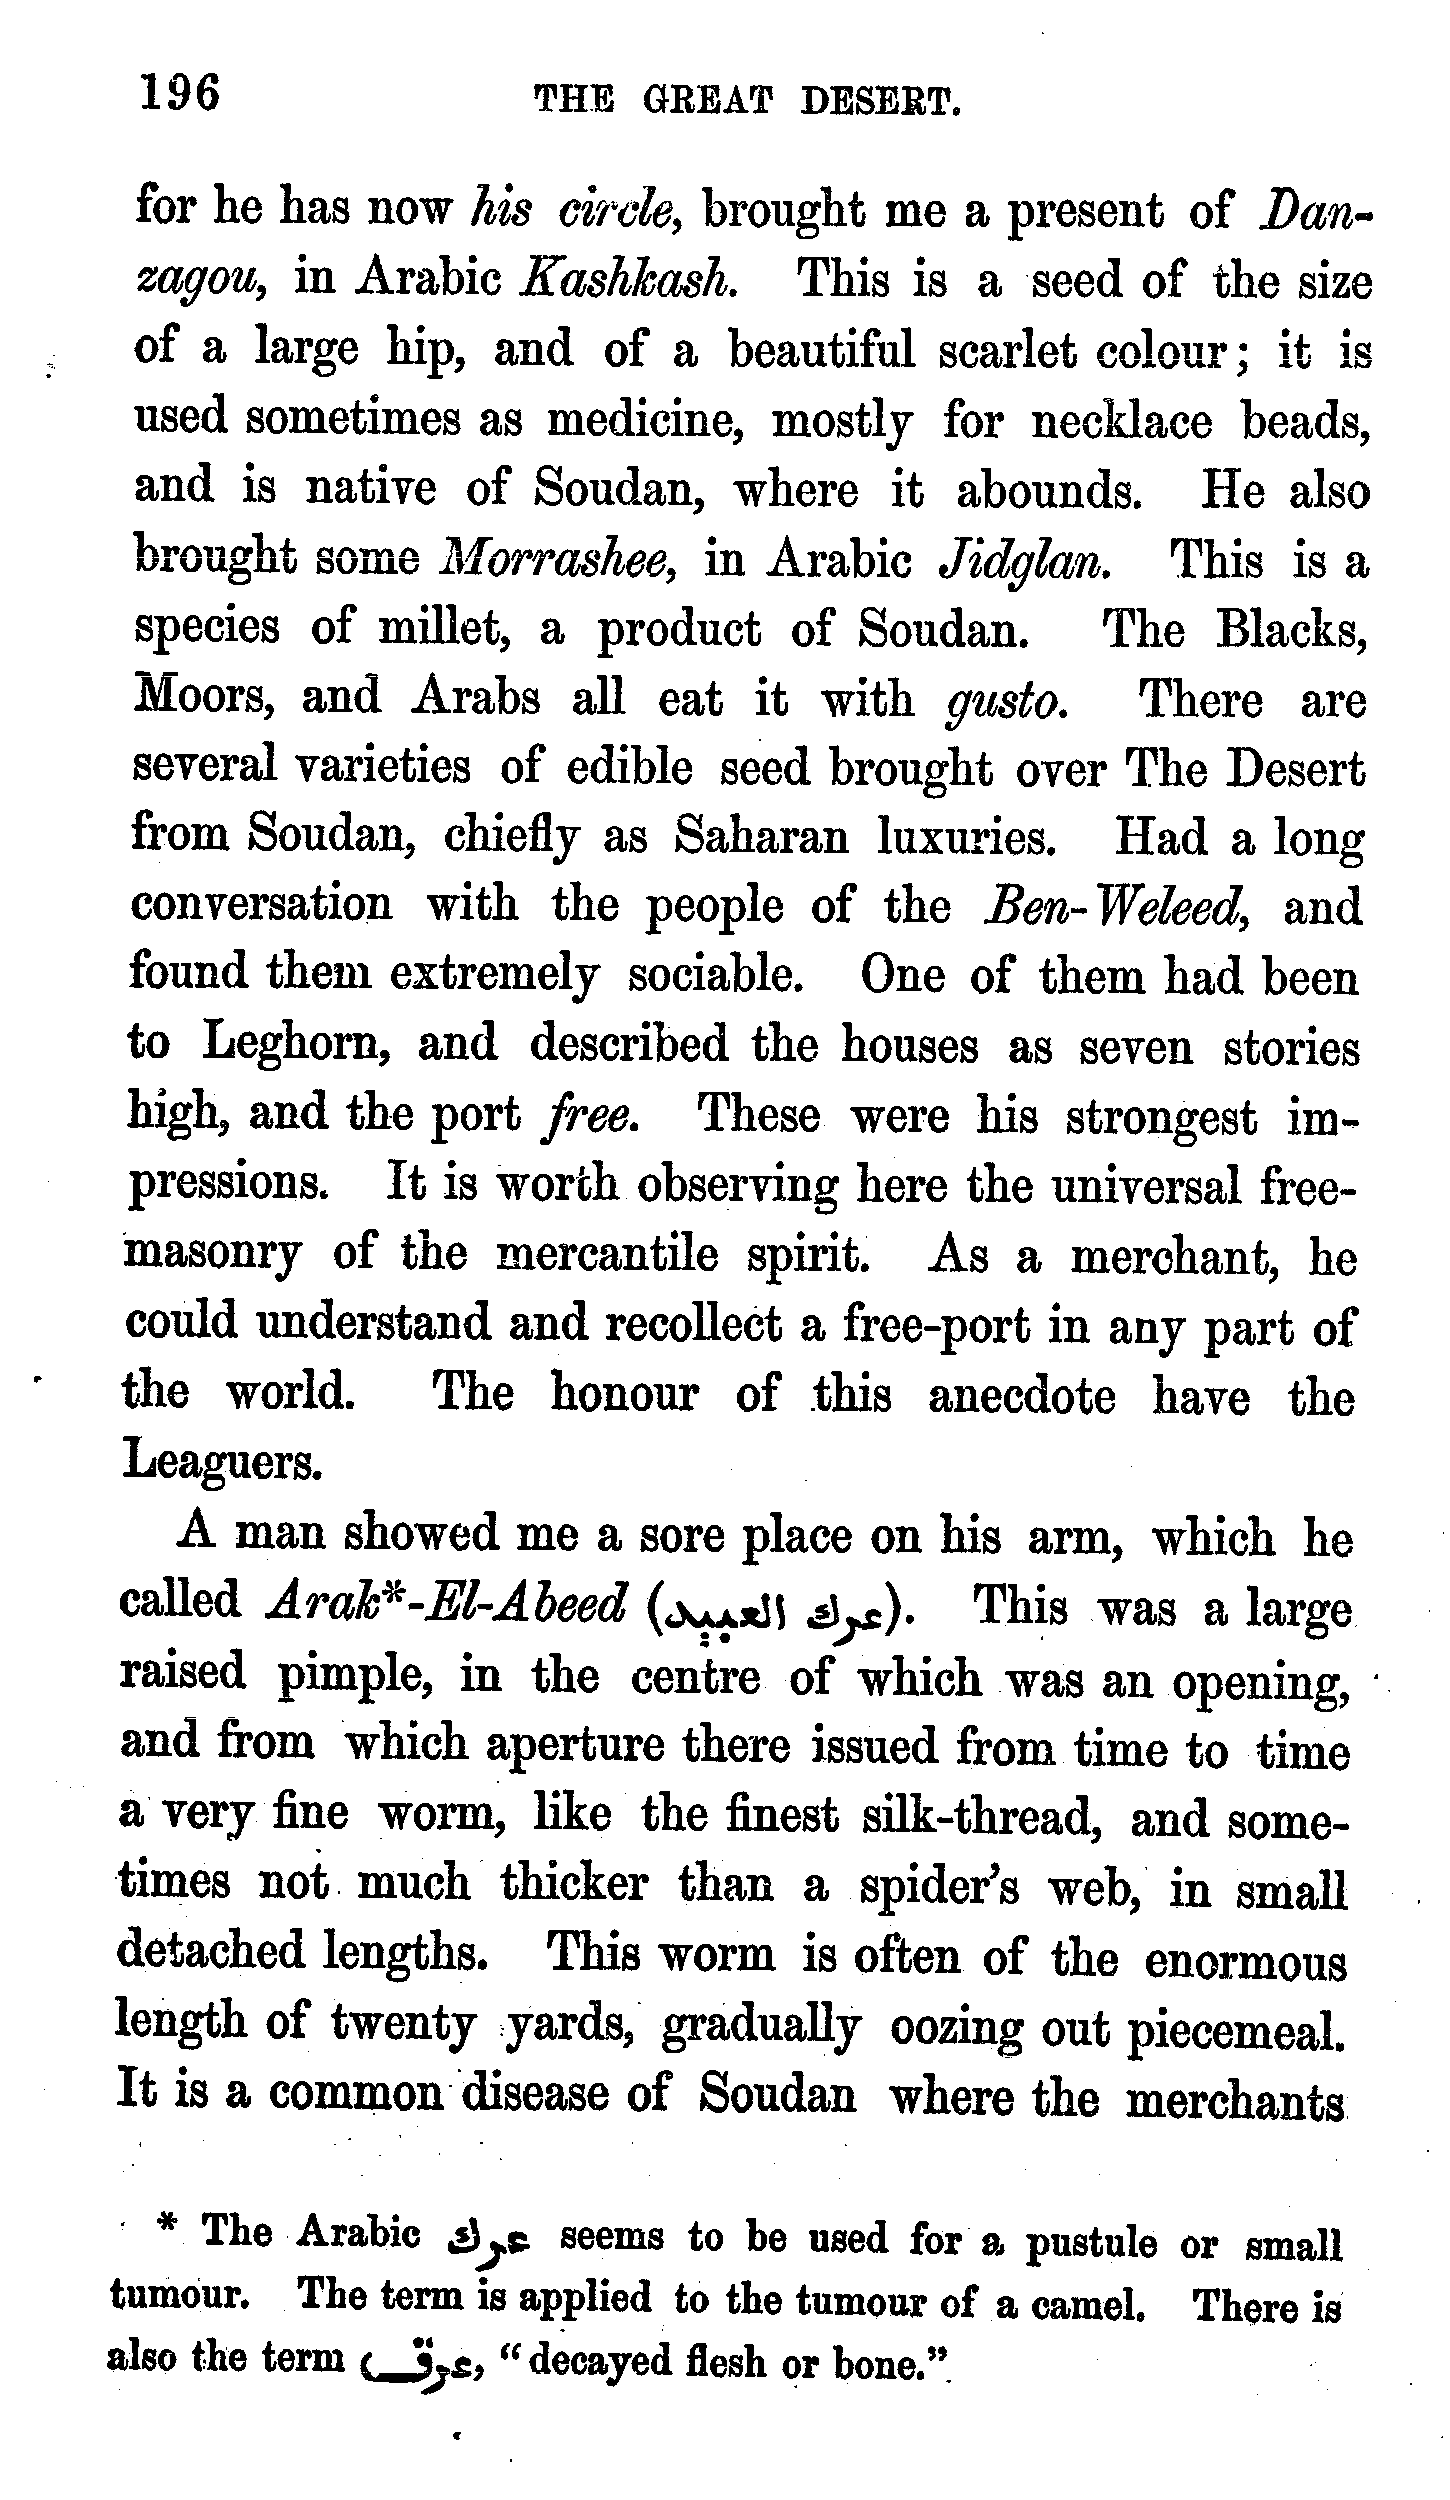 196 THE GREAT DESERT.
for he has now his circle, brought me a present of Dan-
zagou, in Arabic Kashkash. This is a seed of the size
of a large hip, and of a beautiful scarlet colour; it is
used sometimes as medicine, mostly for necklace beads,
and is native of Soudan, where it abounds. He also
brought some Morrashee, in Arabic Jidglan. This is a
species of millet, a product of Soudan. The Blacks,
Moors, and Arabs all eat it with gusto. There are
several varieties of edible seed brought over The Desert
from Soudan, chiefly as Saharan luxuries. Had a long
conversation with the people of the Ben-Weleed, and
found them extremely sociable. One of them had been
to Leghorn, and described the houses as seven stories
high, and the port free. These were his strongest im-
pressions. It is worth observing here the universal free-
masonry of the mercantile spirit. As a merchant, he
could understand and recollect a free-port in any part of
the world. The honour of this anecdote have the
Leaguers.
A man showed me a sore place on his arm, which he
called Arak*-El-Abeed (عرك العبيد). This was a large
raised pimple, in the centre of which was an opening,
and from which aperture there issued from time to time
a very fine worm, like the finest silk-thread, and some-
times not much thicker than a spider's web, in small
detached lengths. This worm is often of the enormous
length of twenty yards, gradually oozing out piecemeal.
It is a common disease of Soudan where the merchants
* The Arabic عرك seems to be used for a pustule or small
tumour. The term is applied to the tumour of a camel. There is
also the term عرق, “decayed flesh or bone.”